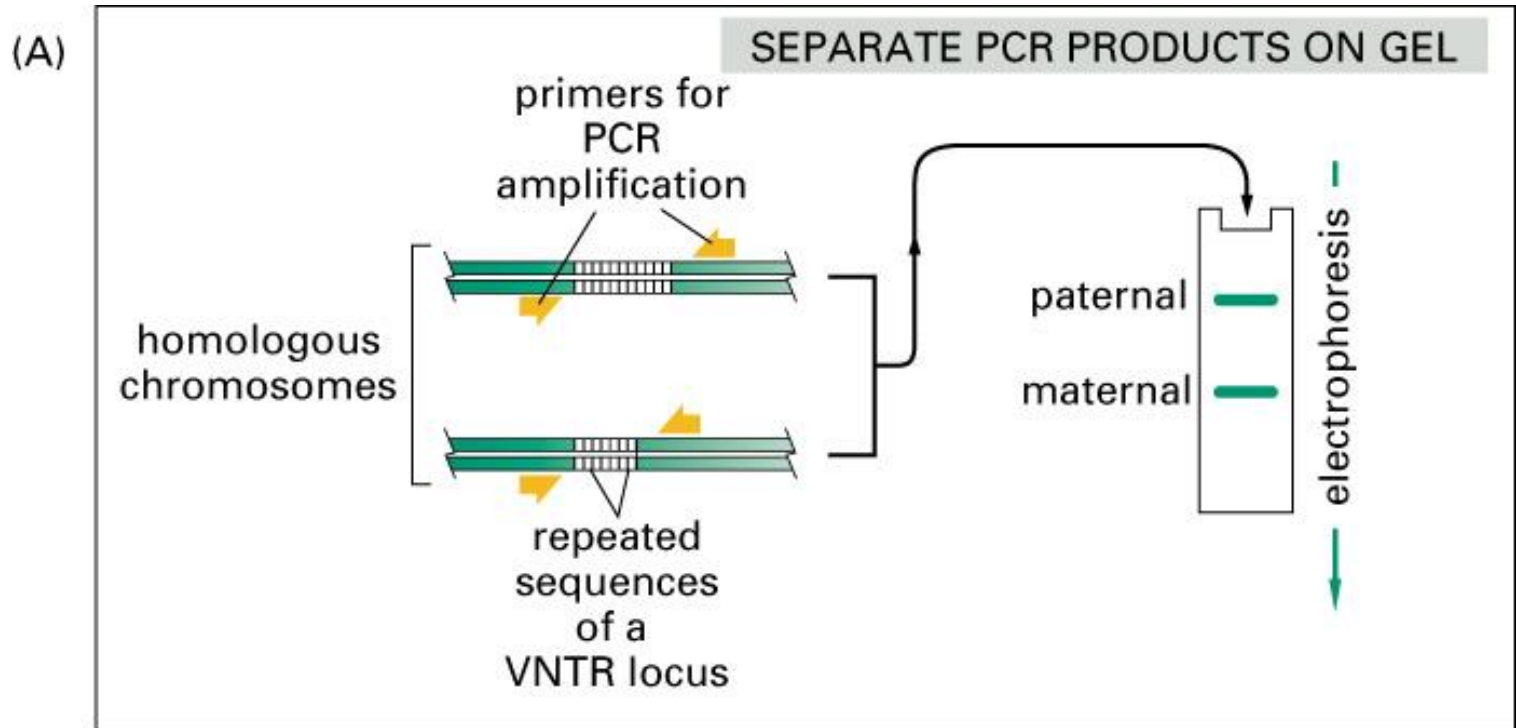 (A)
SEPARATE PCR PRODUCTS ON GEL
primers for
PCR
amplification
homologous
chromosomes
repeated
sequences
of a
VNTR locus
paternal
maternal
electrophoresis